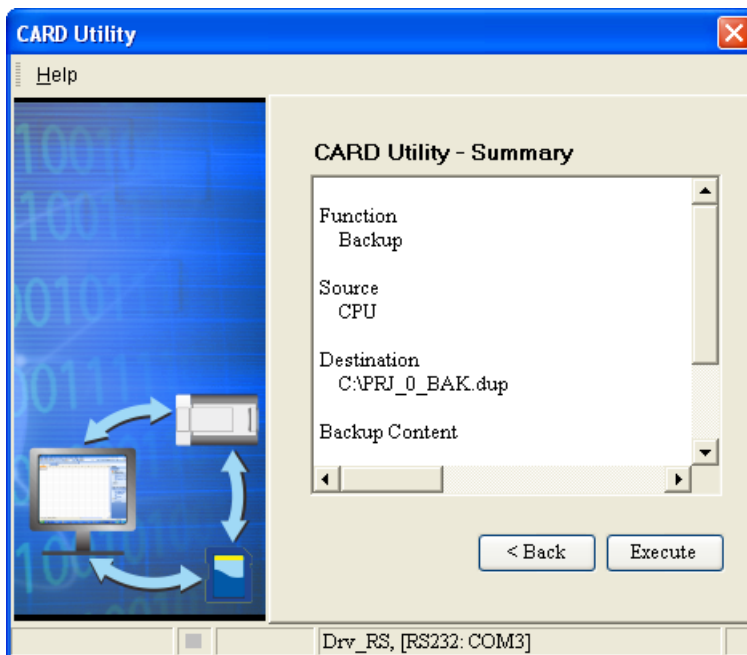 CARD Utility
Help
CARD Utility - Summary
Function
Backup
Source
CPU
Destination
C:\PRJ_0_BAK.dup
Backup Content
< Back
Execute
Drv_RS, [RS232: COM3]